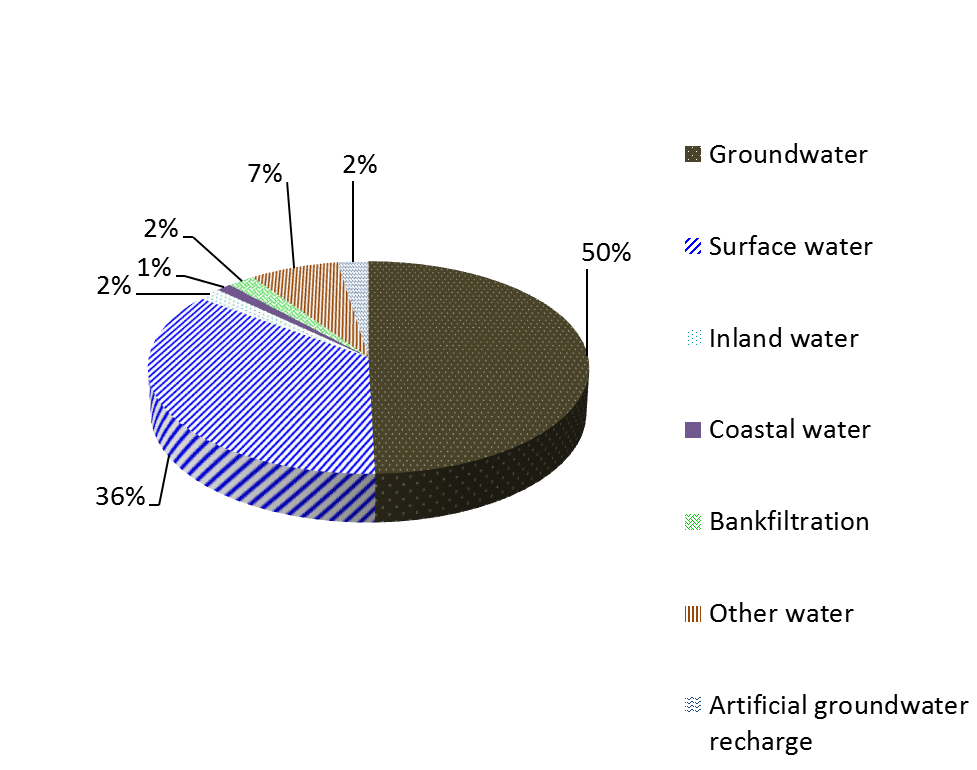 2%
7%
2%
50%
1%
2%
36%
Groundwater
Surface water
Inland water
Coastal water
Bankfiltration
Other water
Artificial groundwater
recharge